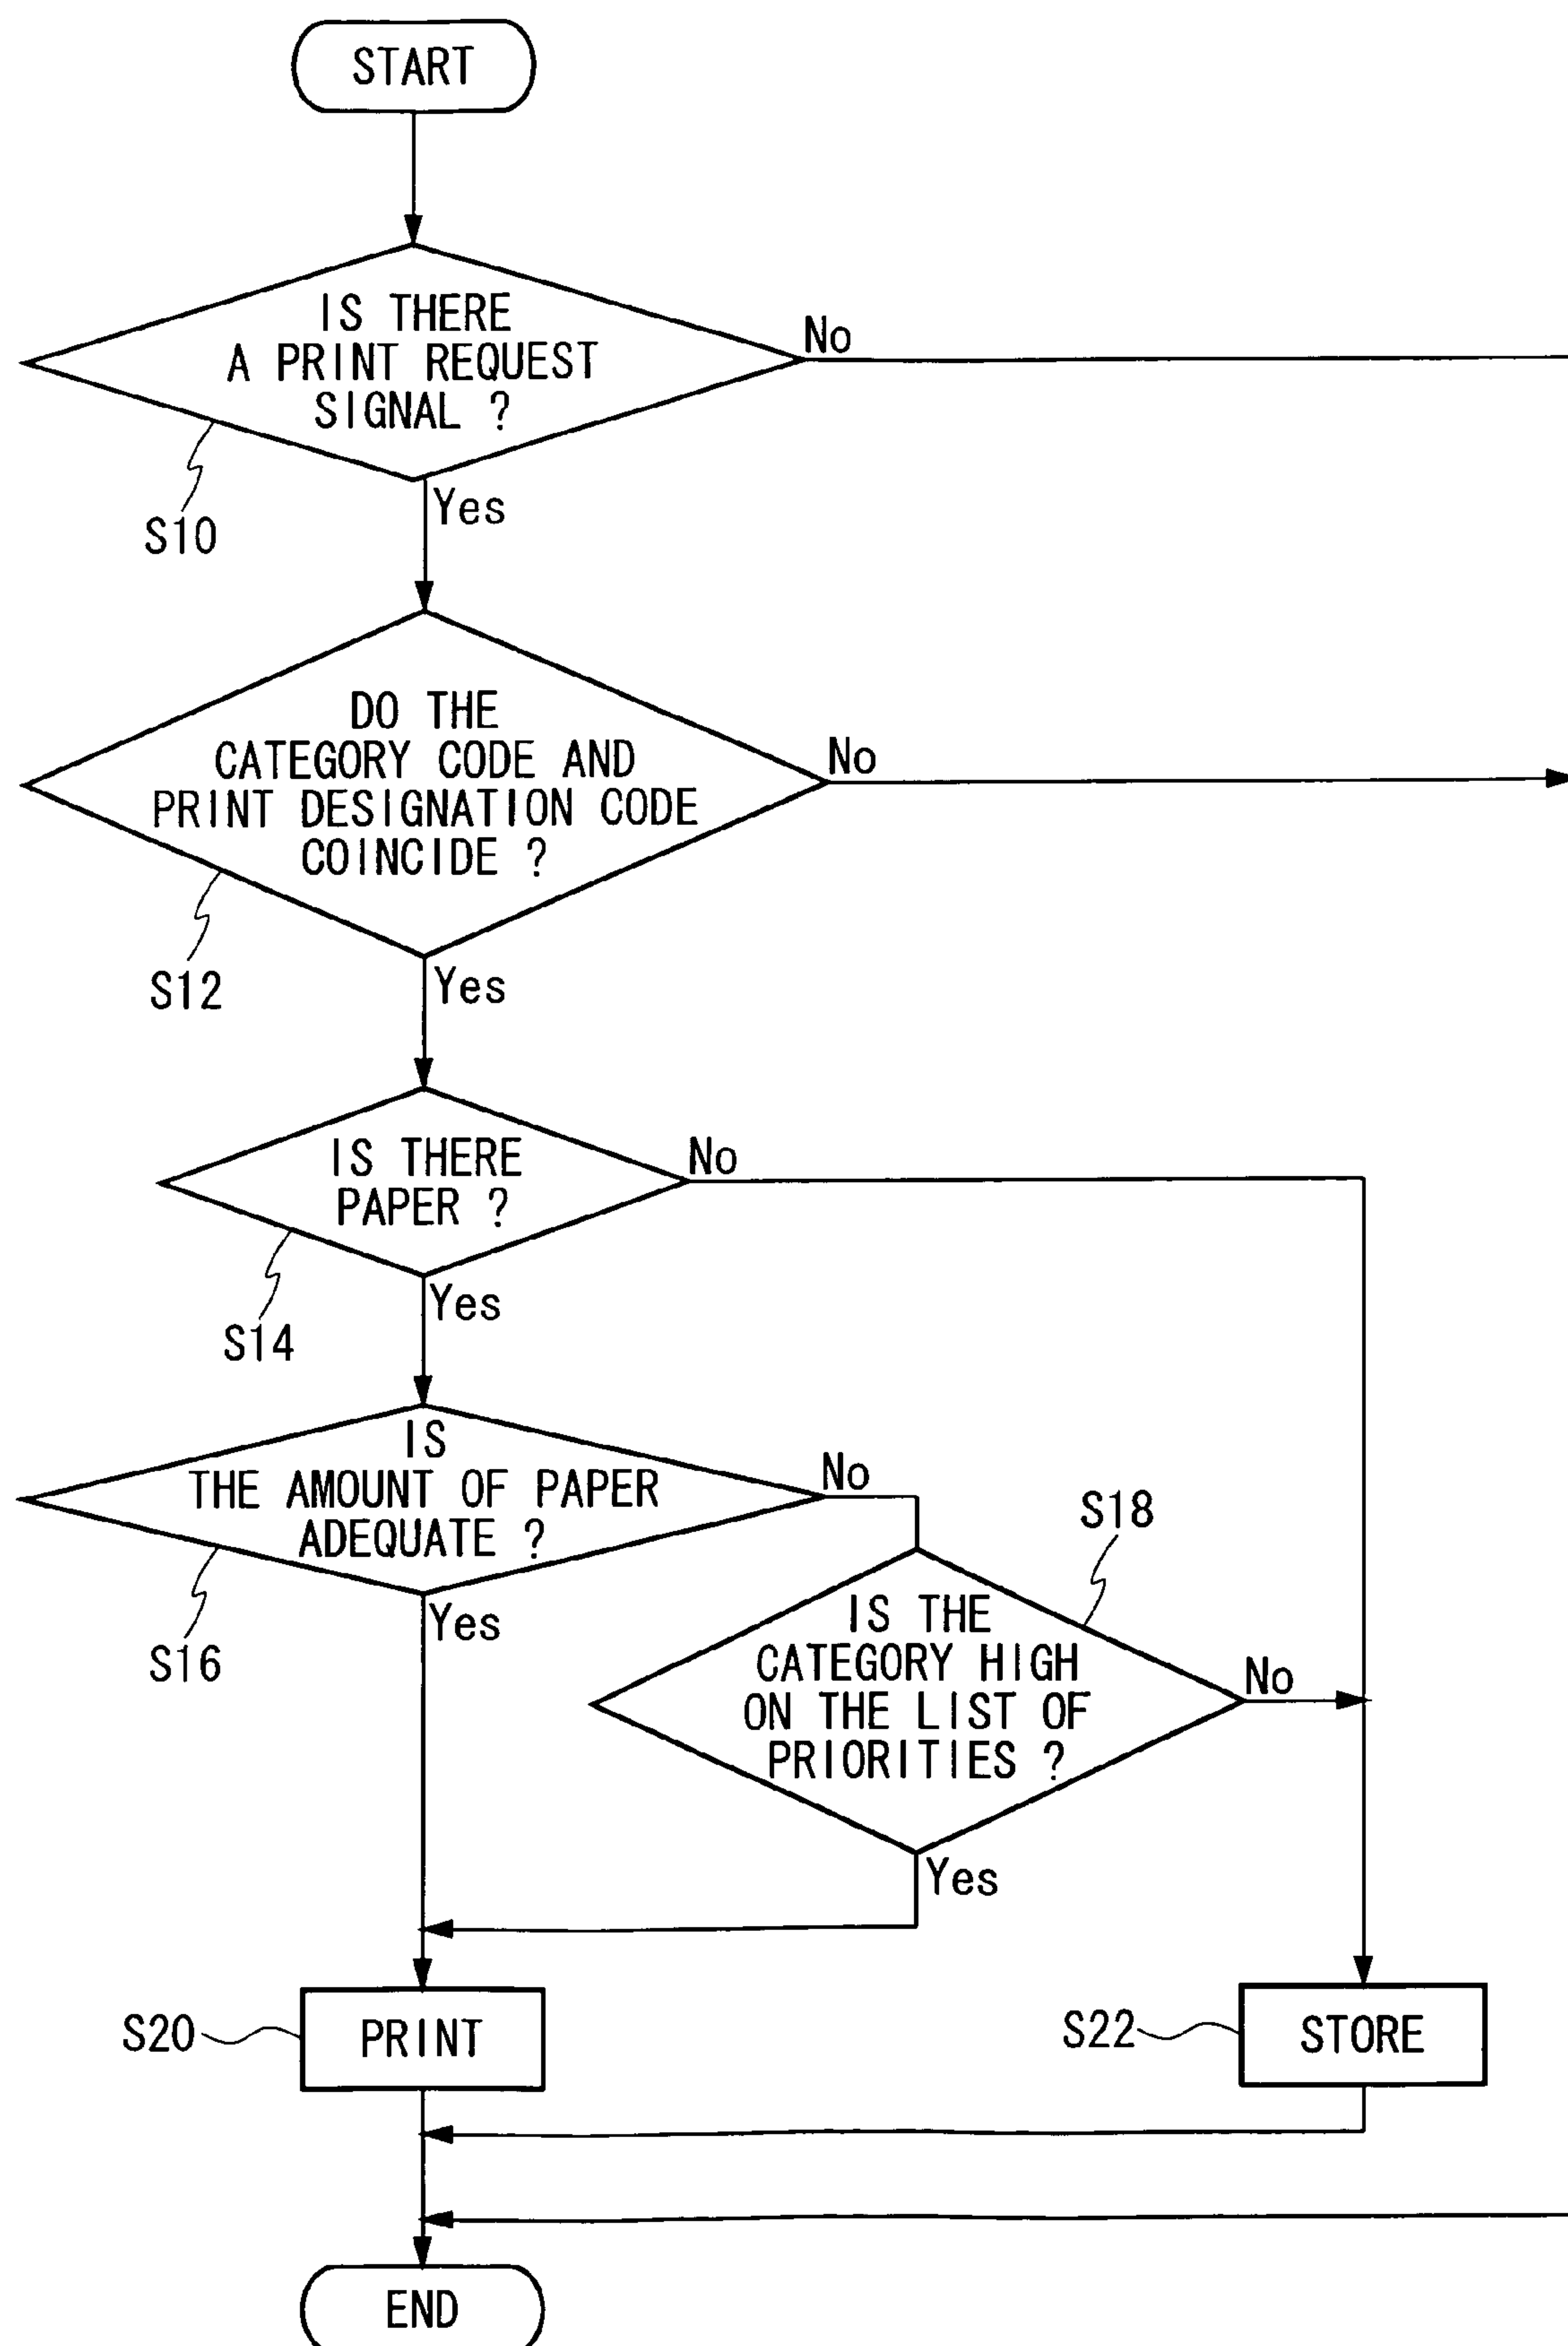 START
IS THERE
A PRINT REQUEST
SIGNAL ?
No
S10
Yes
DO THE
CATEGORY CODE AND
PRINT DESIGNATION CODE
COINCIDE ?
No
S12
Yes
IS THERE
PAPER ?
No
S14
Yes
IS
THE AMOUNT OF PAPER
ADEQUATE ?
No
S16
Yes
S18
IS THE
CATEGORY HIGH
ON THE LIST OF
PRIORITIES ?
No
Yes
S20
PRINT
S22
STORE
END